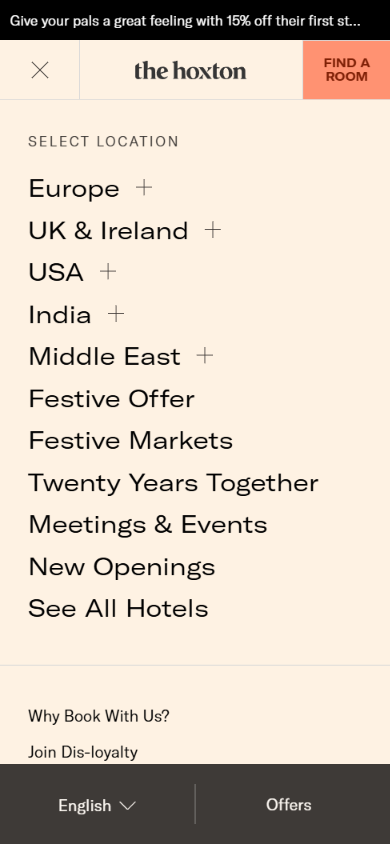 Give your pals a great feeling with 15% off their first st...
the hoxton
FIND A
ROOM
SELECT LOCATION
Europe
UK & Ireland
USA
India
Middle East
Festive Offer
Festive Markets
Twenty Years Together
Meetings & Events
New Openings
See All Hotels
Why Book With Us?
Join Dis-loyalty
English
Offers